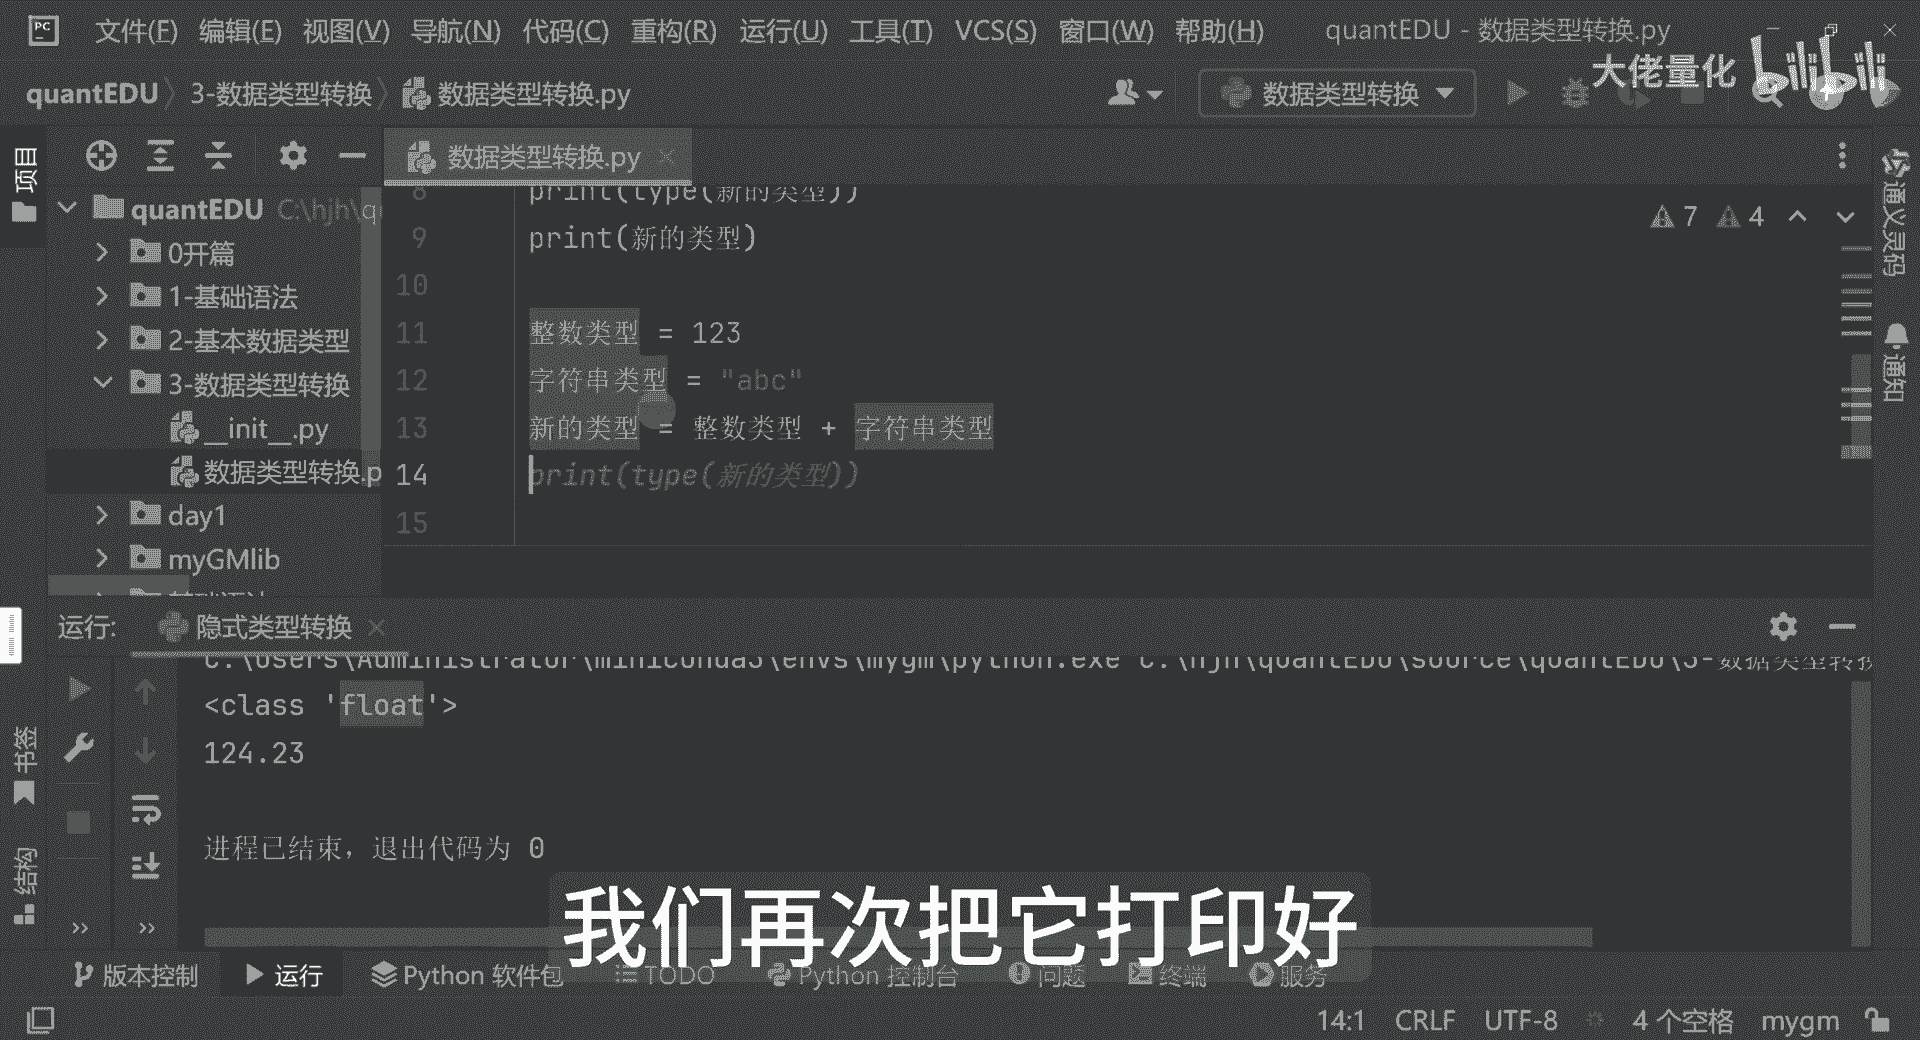 文件(F) 编辑(E) 视图(V) 导航(N) 代码(C) 重构(R) 运行(U) 工具(T) VCS(S) 窗口(W) 帮助(H) quantEDU - 数据类型转换.py
大佬量化 bilibili
quantEDU 3-数据类型转换 数据类型转换.py 数据类型转换
项目
数据类型转换.py
quantEDU C:\hjh\q
0开篇
1-基础语法
2-基本数据类型
3-数据类型转换
__init__.py
数据类型转换.p
day1
myGMlib
8 print(type(新的类型))
9 print(新的类型)
10
11 整数类型 = 123
12 字符串类型 = "abc"
13 新的类型 = 整数类型 + 字符串类型
14 print(type(新的类型))
15
7 4
通义灵码
通知
运行: 隐式类型转换
C:\Users\Administrator\miniconda3\envs\mygm\python.exe C:\hjh\quantEDU\source\quantEDU\3-数据类型转换
<class 'float'>
124.23
进程已结束，退出代码为 0
书签
结构
我们再次把它打印好
版本控制 运行 Python 软件包 TODO Python 控制台 问题 终端 服务
14:1 CRLF UTF-8 4 个空格 mygm